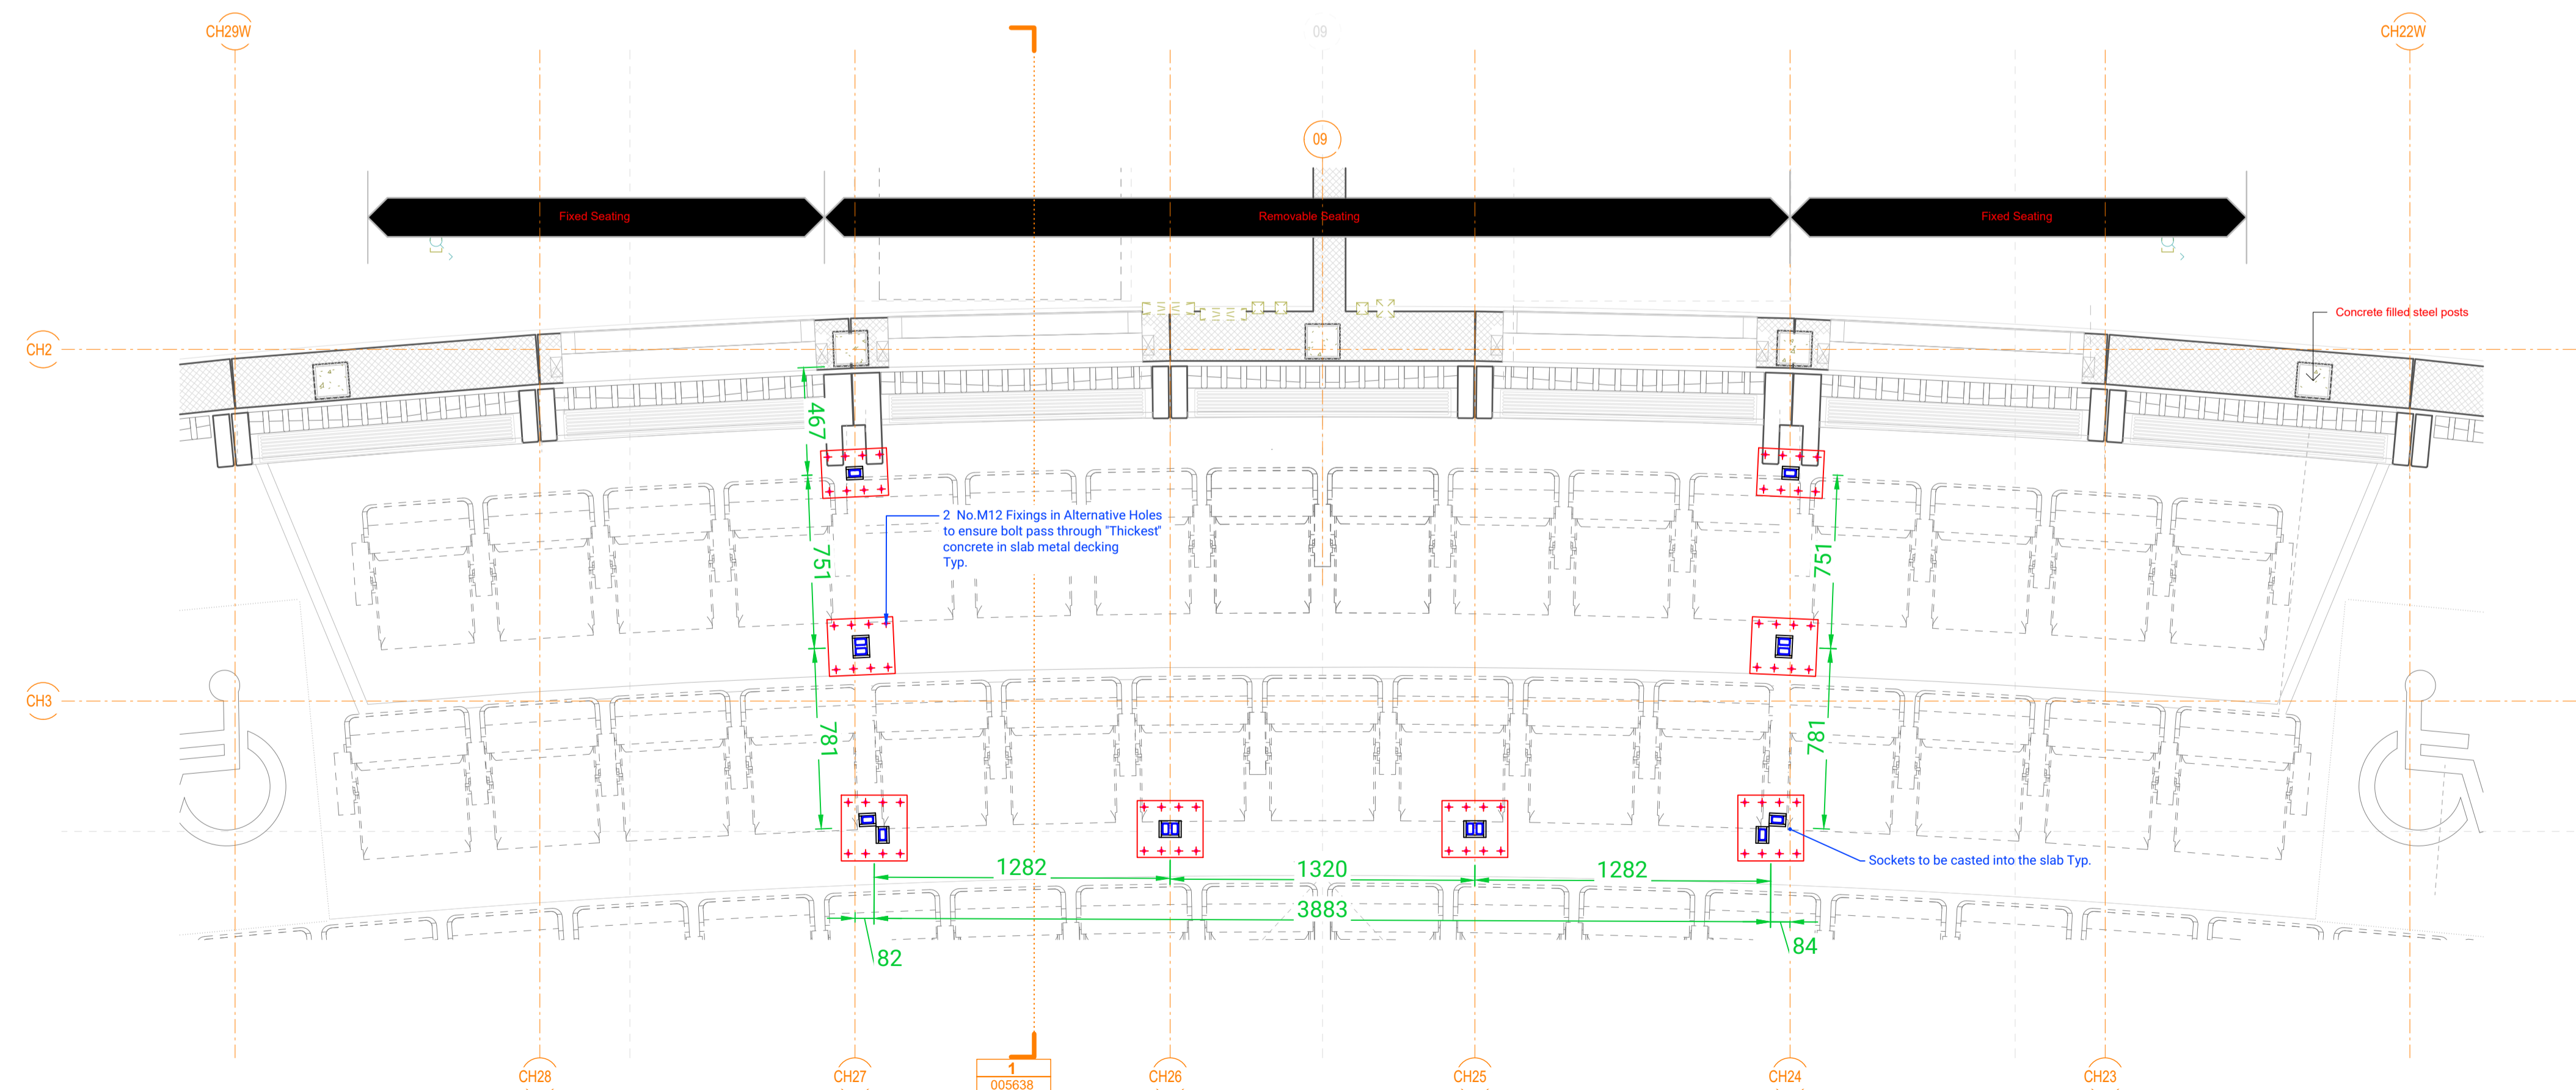 CH29W
09
CH22W
09
Fixed Seating
Removable Seating
Fixed Seating
Concrete filled steel posts
CH2
467
2 No.M12 Fixings in Alternative Holes
to ensure bolt pass through "Thickest"
concrete in slab metal decking
Typ.
751
751
CH3
781
781
Sockets to be casted into the slab Typ.
1282
1320
1282
3883
82
84
CH28
CH27
1
005638
CH26
CH25
CH24
CH23